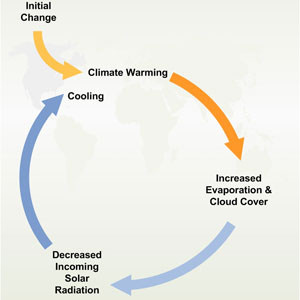 Initial
Change
Climate Warming
Cooling
Increased
Evaporation &
Cloud Cover
Decreased
Incoming
Solar
Radiation